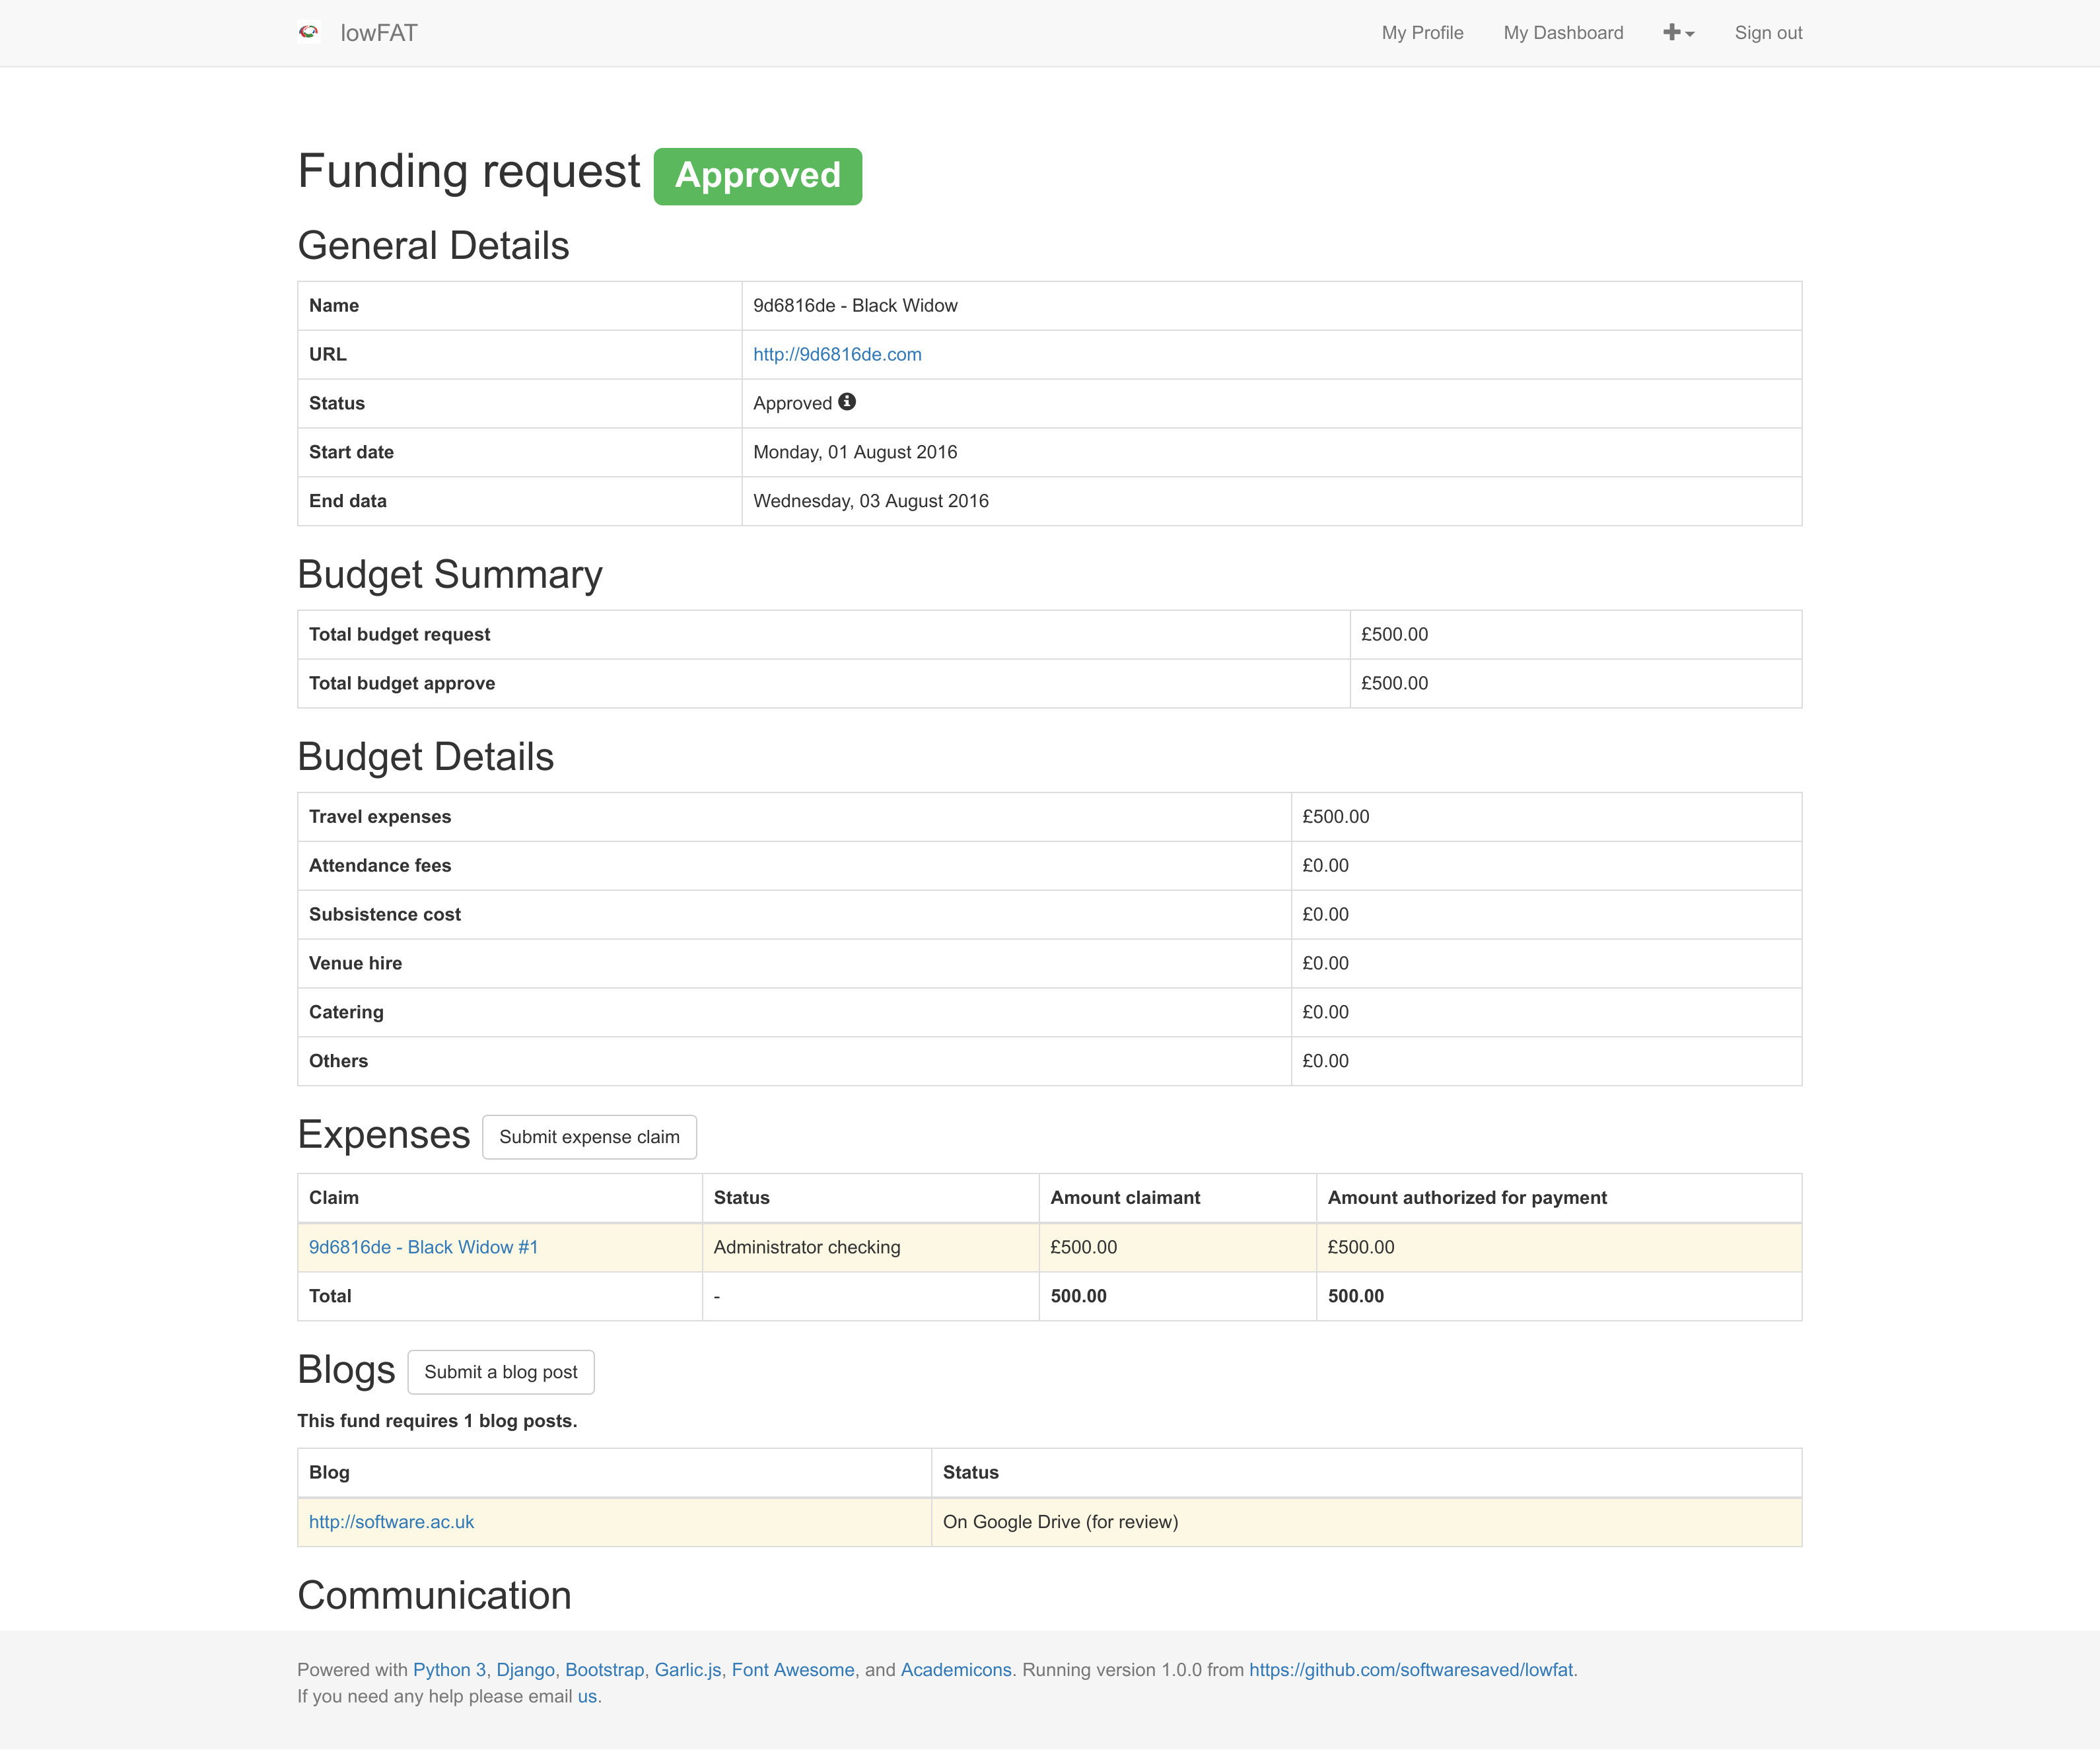 lowFAT My Profile My Dashboard Sign out
Funding request Approved
General Details
Name 9d6816de - Black Widow
URL http://9d6816de.com
Status Approved
Start date Monday, 01 August 2016
End data Wednesday, 03 August 2016
Budget Summary
Total budget request £500.00
Total budget approve £500.00
Budget Details
Travel expenses £500.00
Attendance fees £0.00
Subsistence cost £0.00
Venue hire £0.00
Catering £0.00
Others £0.00
Expenses Submit expense claim
Claim Status Amount claimant Amount authorized for payment
9d6816de - Black Widow #1 Administrator checking £500.00 £500.00
Total - 500.00 500.00
Blogs Submit a blog post
This fund requires 1 blog posts.
Blog Status
http://software.ac.uk On Google Drive (for review)
Communication
Powered with Python 3, Django, Bootstrap, Garlic.js, Font Awesome, and Academicons. Running version 1.0.0 from https://github.com/softwaresaved/lowfat.
If you need any help please email us.